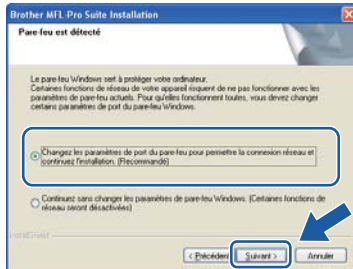 Brother MFL-Pro Suite Installation
Pare-feu est détecté
Le pare-feu Windows sert à protéger votre ordinateur.
Certaines fonctions de réseau de votre appareil risquent de ne pas fonctionner avec les
paramètres de pare-feu actuels. Pour qu'elles fonctionnent toutes, vous devez changer
certains paramètres de port du pare-feu Windows.
Changez les paramètres de port du pare-feu pour permettre la connexion réseau et
continuez l'installation. (Recommandé)
Continuez sans changer les paramètres de pare-feu Windows. (Certaines fonctions de
réseau seront désactivées)
InstallShield
< Précédent
Suivant >
Annuler